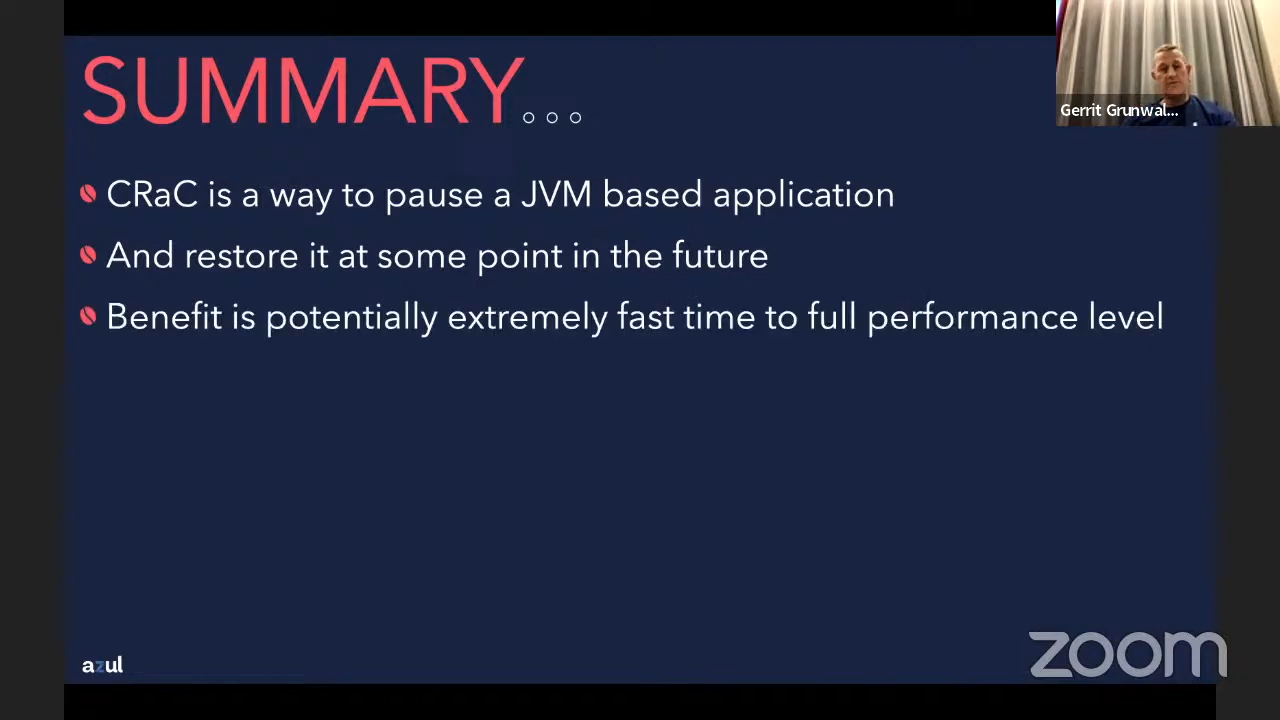 SUMMARY...
Gerrit Grunwal...
CRaC is a way to pause a JVM based application
And restore it at some point in the future
Benefit is potentially extremely fast time to full performance level
azul
zoom